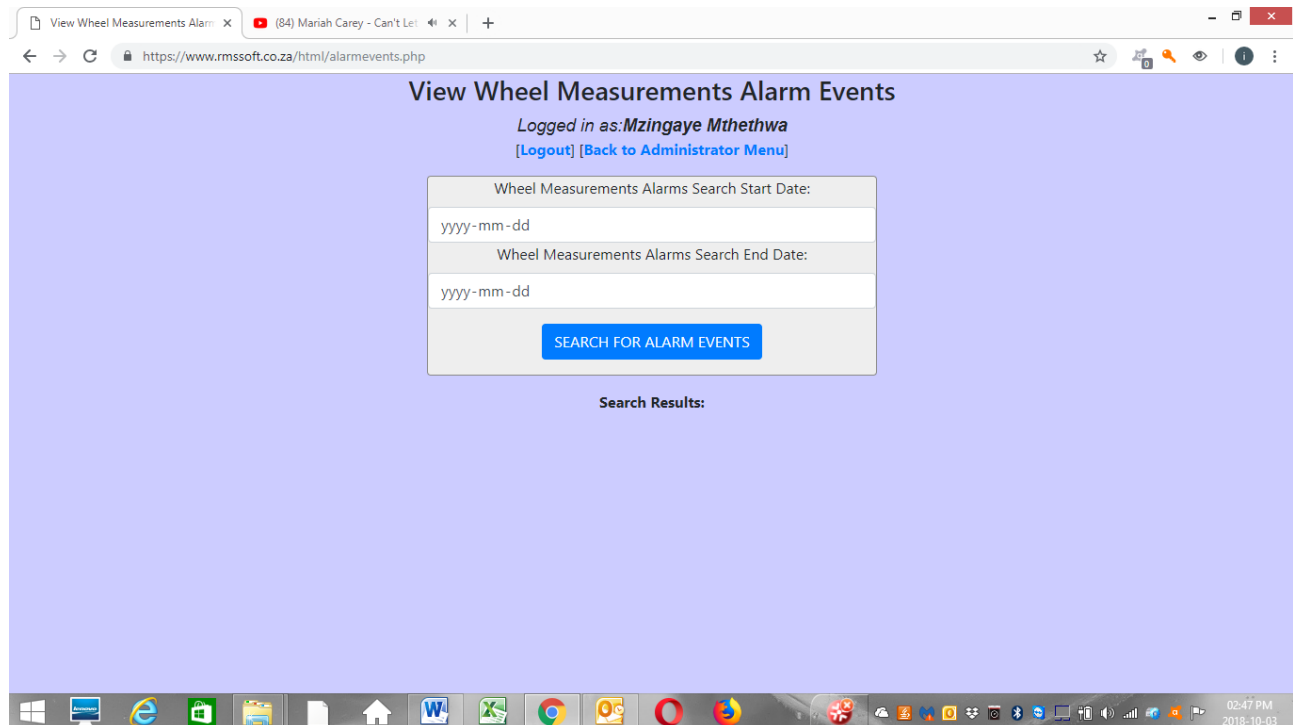 View Wheel Measurements Alarm
(84) Mariah Carey - Can't Let
https://www.rmssoft.co.za/html/alarmevents.php
0
i
View Wheel Measurements Alarm Events
Logged in as:Mzingaye Mthethwa
[Logout] [Back to Administrator Menu]
Wheel Measurements Alarms Search Start Date:
yyyy-mm-dd
Wheel Measurements Alarms Search End Date:
yyyy-mm-dd
SEARCH FOR ALARM EVENTS
Search Results:
lenovo
02:47 PM
2018-10-03